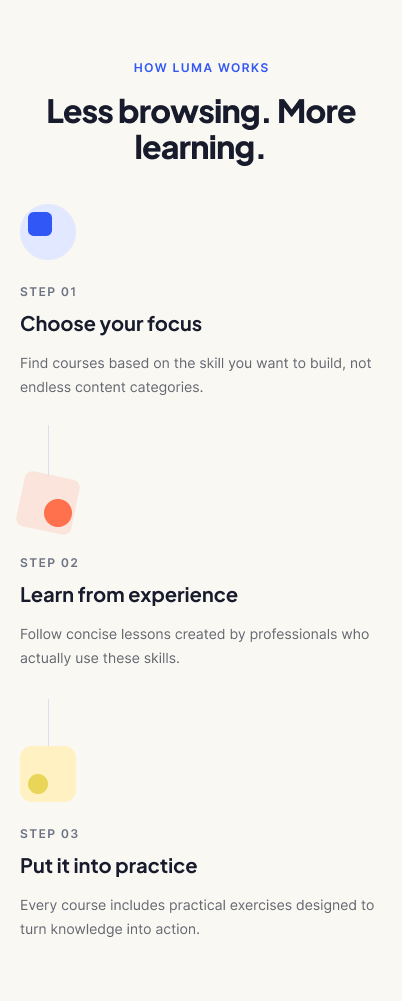 HOW LUMA WORKS
Less browsing. More
learning.
STEP 01
Choose your focus
Find courses based on the skill you want to build, not
endless content categories.
STEP 02
Learn from experience
Follow concise lessons created by professionals who
actually use these skills.
STEP 03
Put it into practice
Every course includes practical exercises designed to
turn knowledge into action.